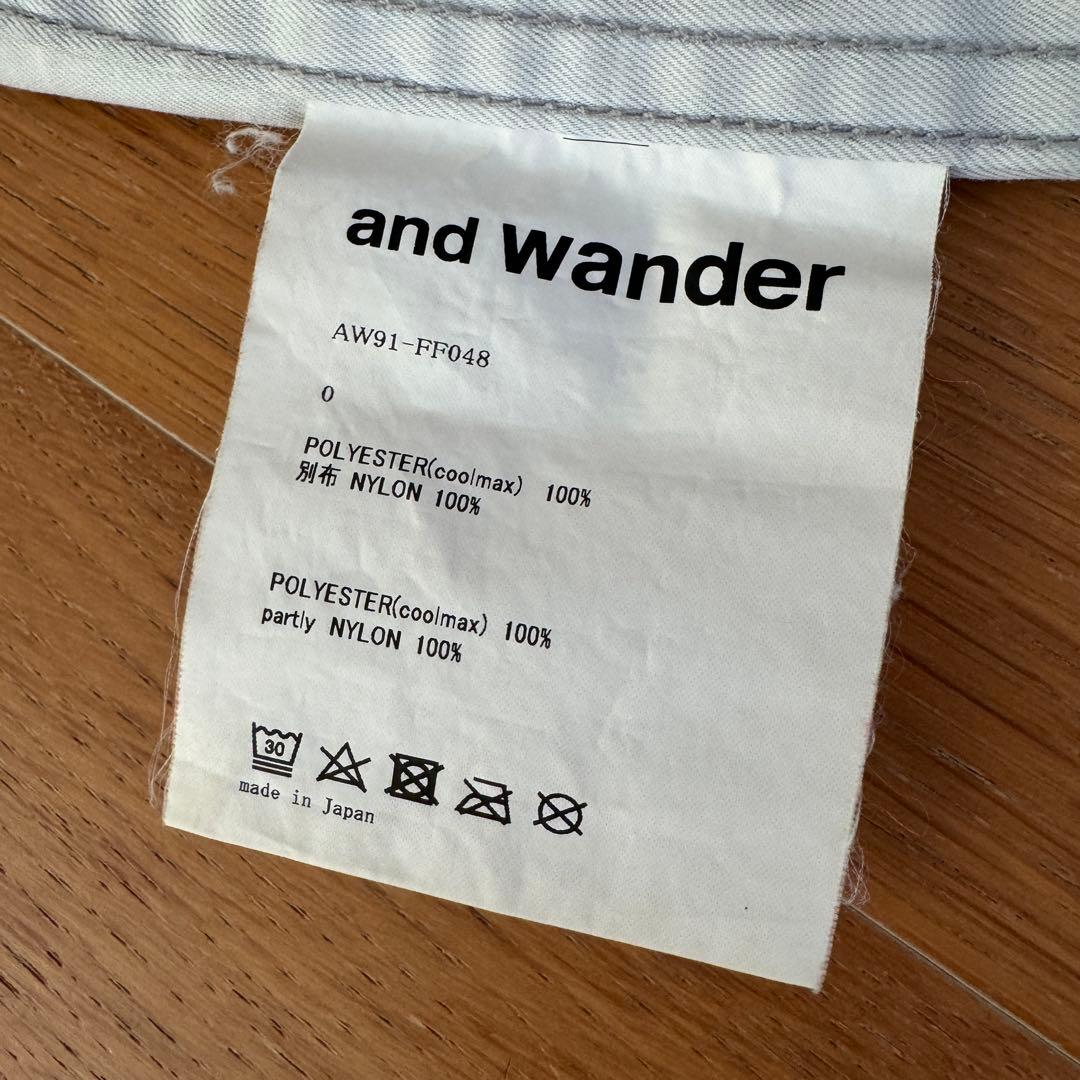 and wander
AW91-FF048
0
POLYESTER(coolmax) 100%
別布 NYLON 100%
POLYESTER(coolmax) 100%
partly NYLON 100%
30
made in Japan